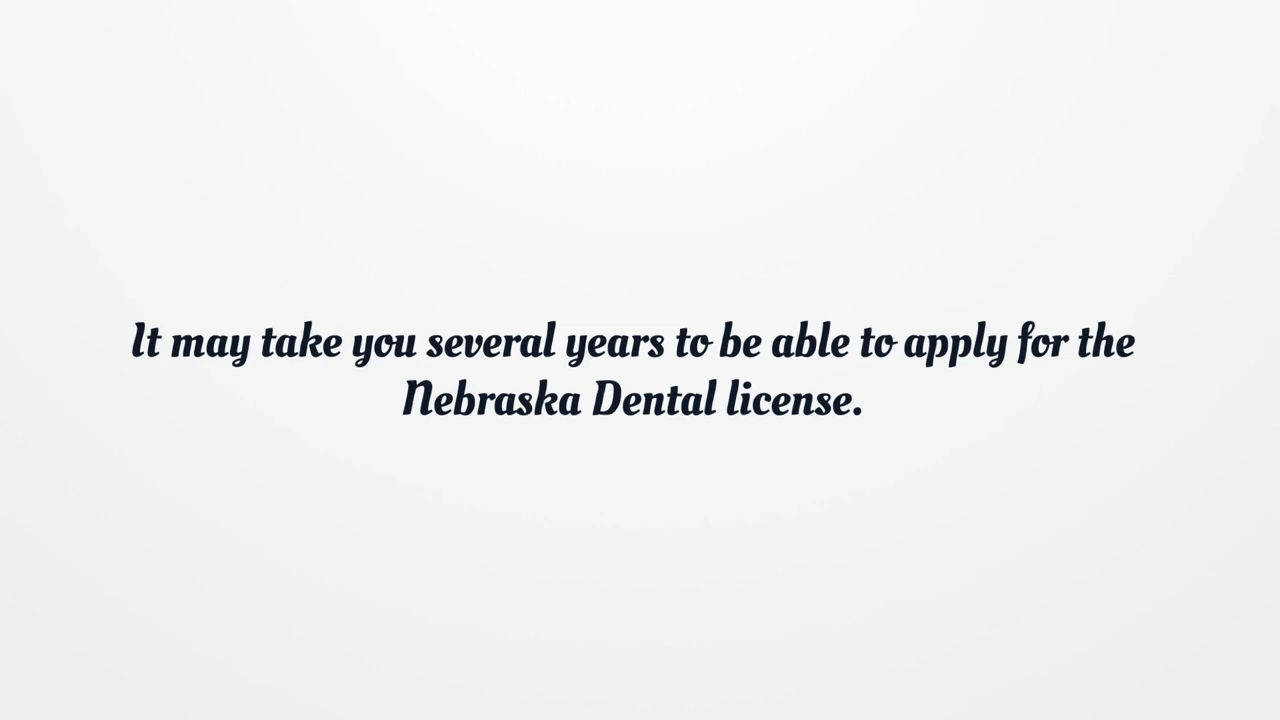 It may take you several years to be able to apply for the
Nebraska Dental license.